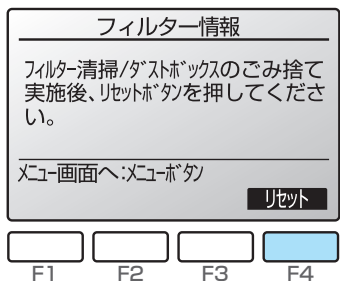 フィルター情報
フィルター清掃/ダストボックスのごみ捨て
実施後、リセットボタンを押してくださ
い。
メニュー画面へ:メニューボタン
リセット
F1 F2 F3 F4